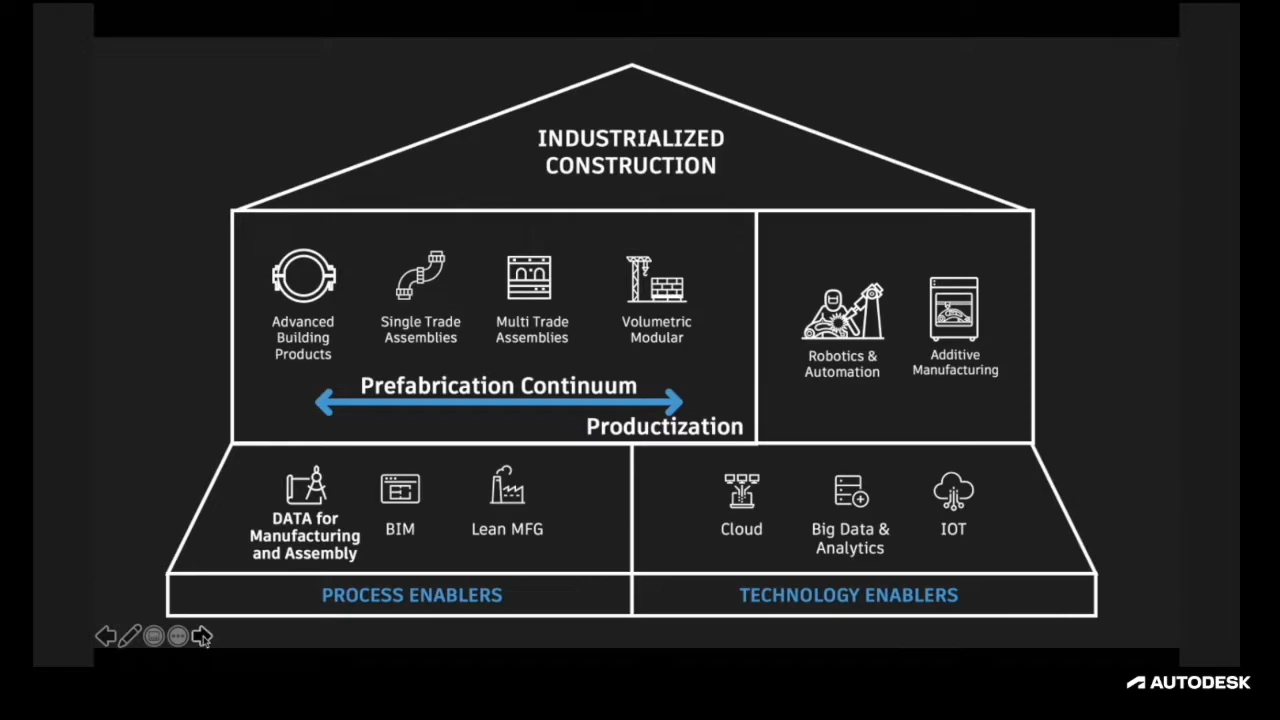 INDUSTRIALIZED
CONSTRUCTION
Advanced
Building
Products
Single Trade
Assemblies
Multi Trade
Assemblies
Volumetric
Modular
Robotics &
Automation
Additive
Manufacturing
Prefabrication Continuum
Productization
DATA for
Manufacturing
and Assembly
BIM
Lean MFG
Cloud
Big Data &
Analytics
IOT
PROCESS ENABLERS
TECHNOLOGY ENABLERS
AUTODESK